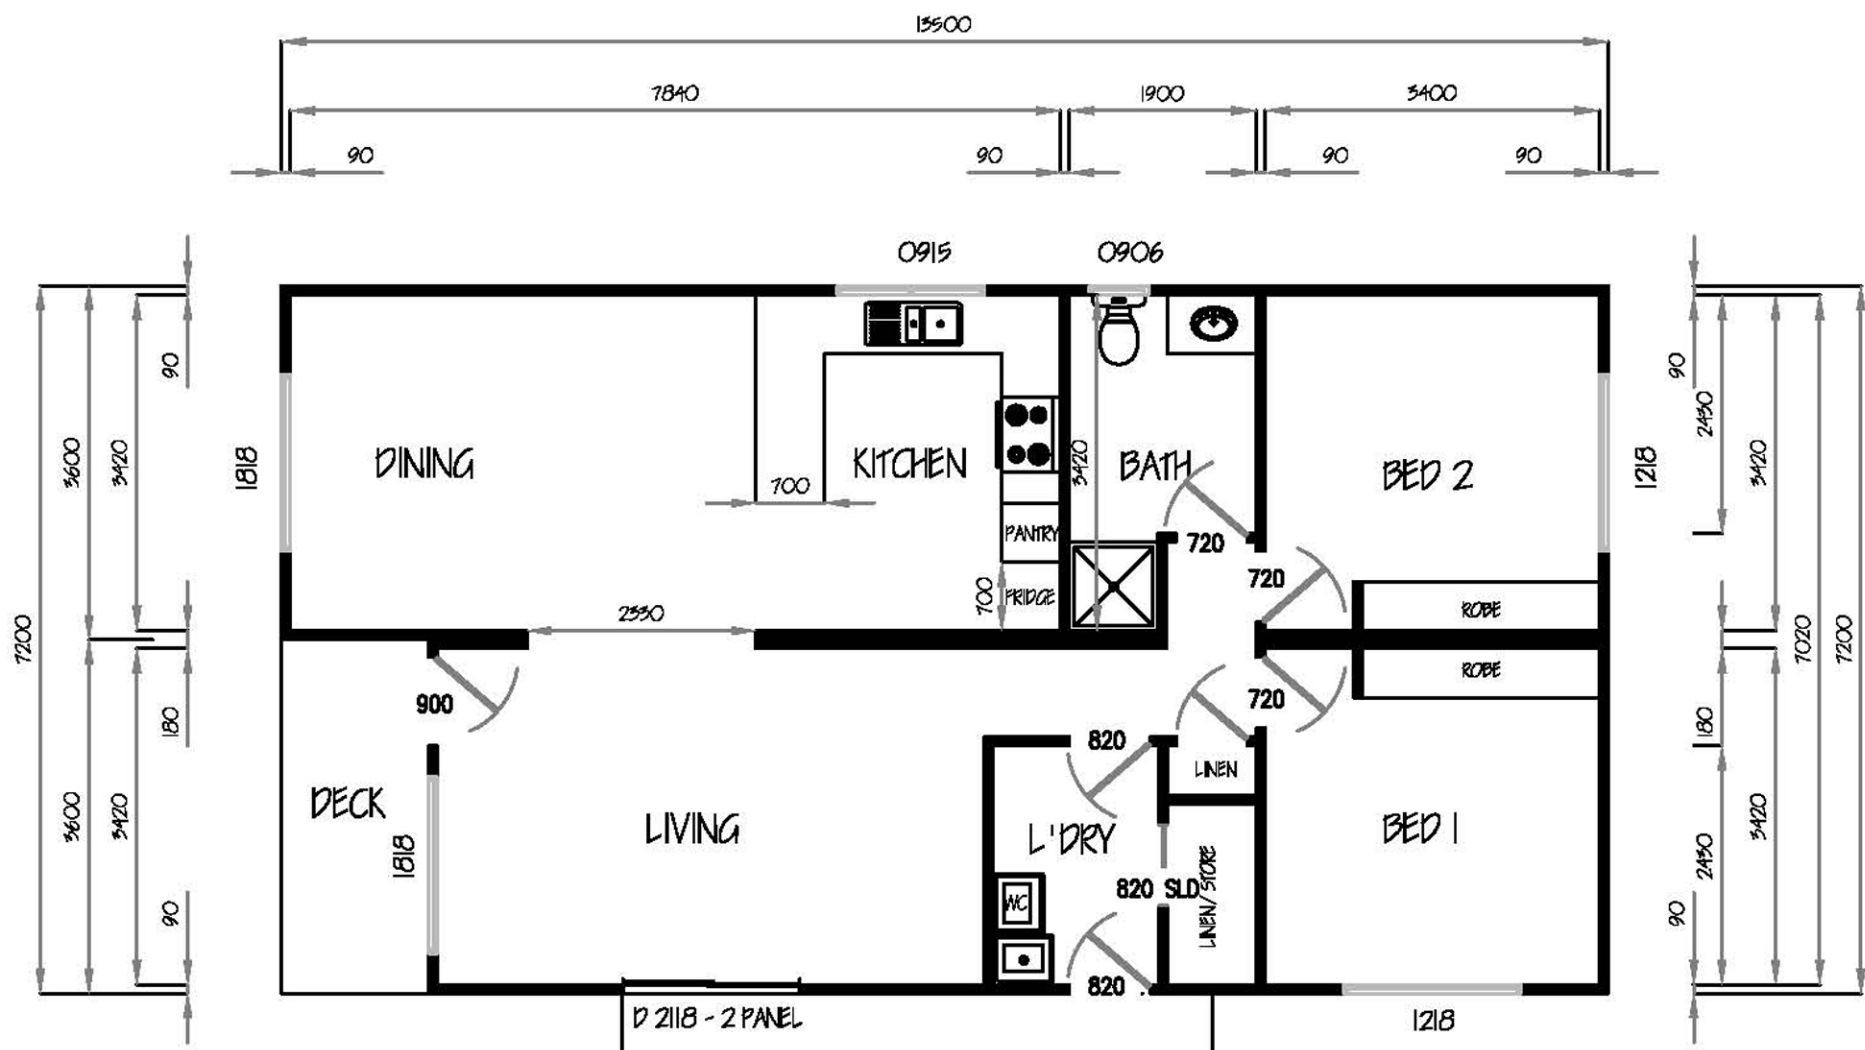 13500
7840
1900
3400
90
90
90
90
0915
0906
90
90
3600
3420
1818
DINING
KITCHEN
3420
BATH
BED 2
1218
2430
3420
700
PANTRY
720
720
700
FRIDGE
ROBE
2330
7200
7020
7200
ROBE
900
720
180
180
820
LINEN
DECK
3600
3420
1818
LIVING
L'DRY
BED 1
3420
2430
820 SLD
LINEN/STORE
WC
90
90
820
D 2118 - 2 PANEL
1218